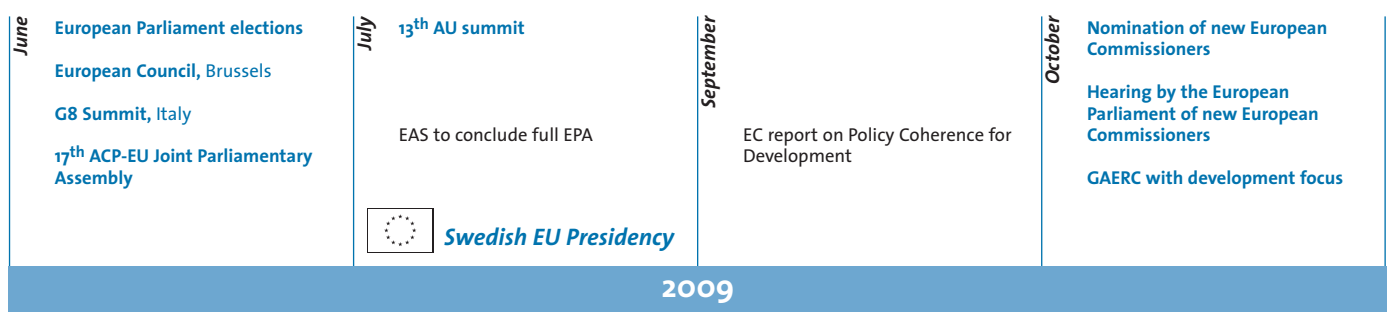 June
European Parliament elections
European Council, Brussels
G8 Summit, Italy
17th ACP-EU Joint Parliamentary
Assembly
July
13th AU summit
EAS to conclude full EPA
Swedish EU Presidency
September
EC report on Policy Coherence for
Development
October
Nomination of new European
Commissioners
Hearing by the European
Parliament of new European
Commissioners
GAERC with development focus
2009